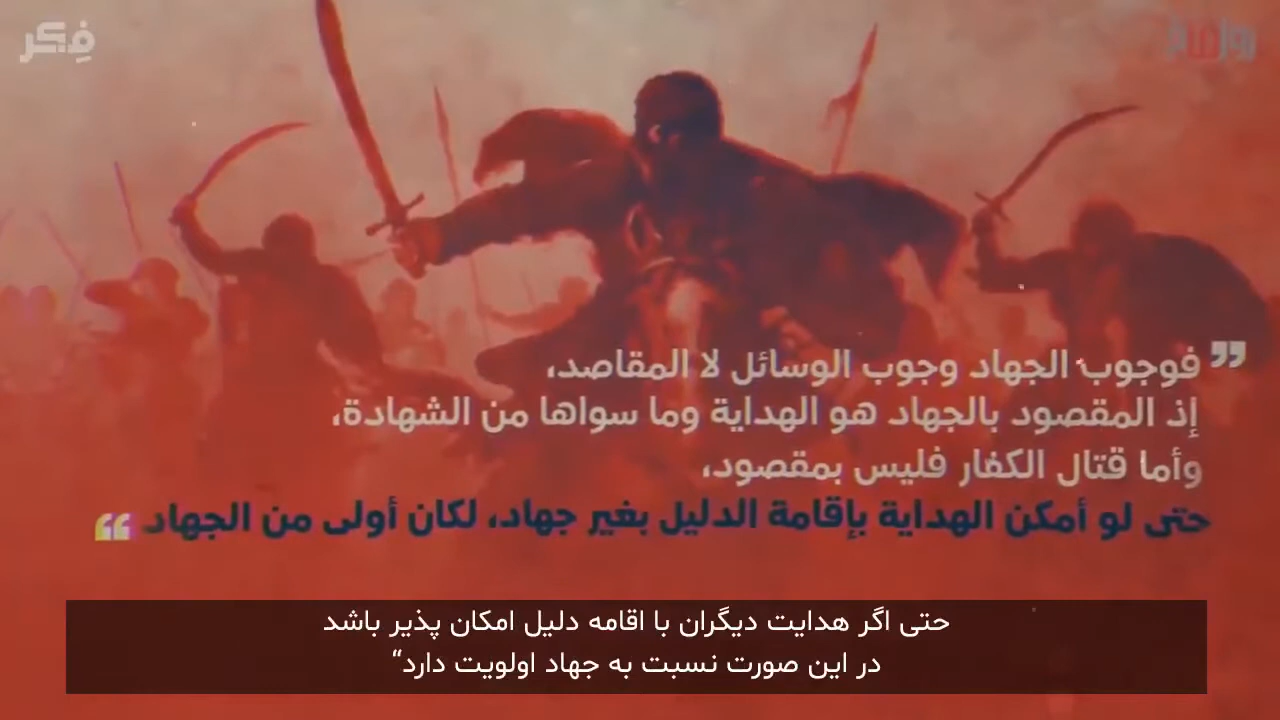 فِكر
فوجوب الجهاد وجوب الوسائل لا المقاصد،
إذ المقصود بالجهاد هو الهداية وما سواها من الشهادة،
وأما قتال الكفار فليس بمقصود،
حتى لو أمكن الهداية بإقامة الدليل بغير جهاد، لكان أولى من الجهاد
حتی اگر هدایت دیگران با اقامه دلیل امکان پذیر باشد
در این صورت نسبت به جهاد اولویت دارد“